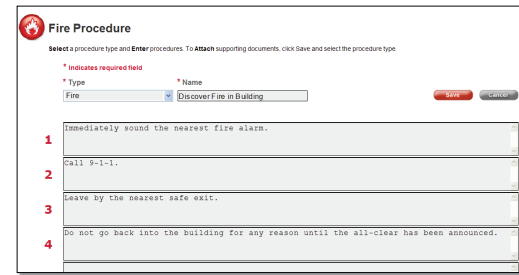 Fire Procedure
Select a procedure type and Enter procedures. To Attach supporting documents, click Save and select the procedure type
* indicates required field
* Type * Name
Fire Discover Fire in Building Save Cancel
1 Immediately sound the nearest fire alarm.
2 Call 9-1-1.
3 Leave by the nearest safe exit.
4 Do not go back into the building for any reason until the all-clear has been announced.